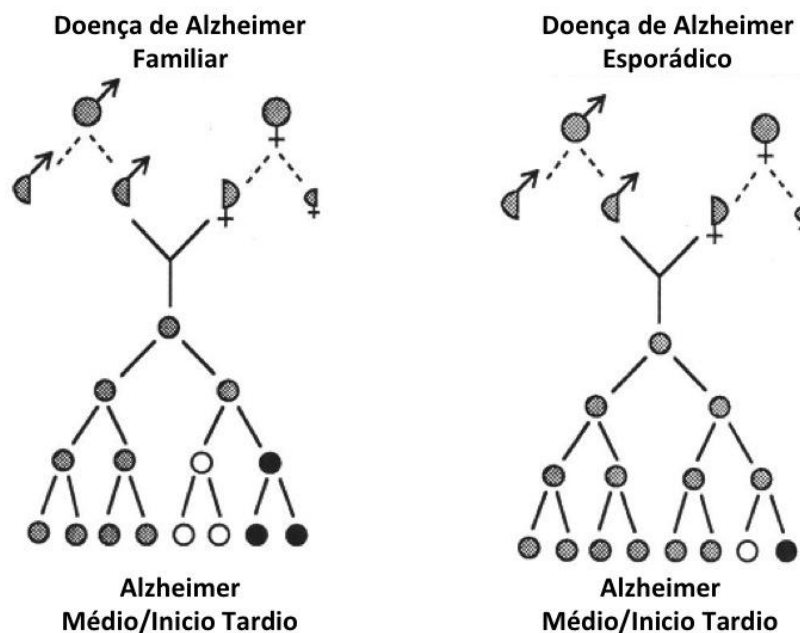 Doença de Alzheimer
Familiar
Doença de Alzheimer
Esporádico
Alzheimer
Médio/Inicio Tardio
Alzheimer
Médio/Inicio Tardio